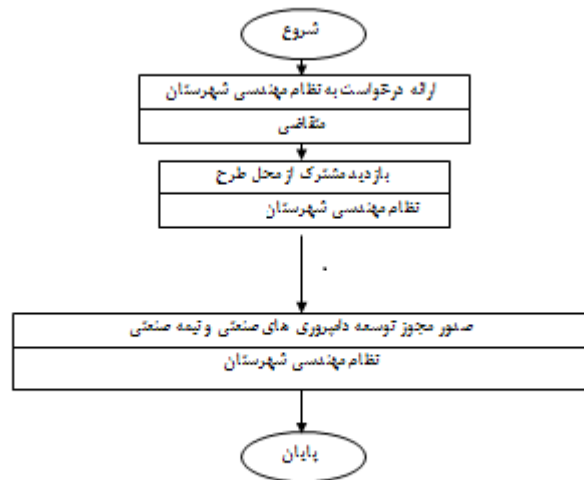 شروع
ارائه درخواست به نظام مهندسی شهرستان
متقاضی
بازدید مشترک از محل طرح
نظام مهندسی شهرستان
صدور مجوز توسعه دامپروری های صنعتی و نیمه صنعتی
نظام مهندسی شهرستان
پایان